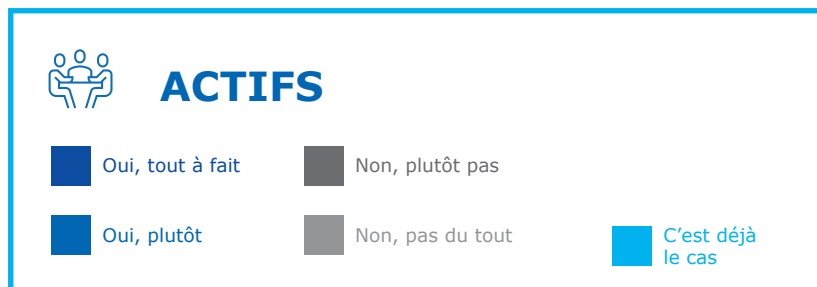 ACTIFS
Oui, tout à fait
Non, plutôt pas
Oui, plutôt
Non, pas du tout
C’est déjà
le cas